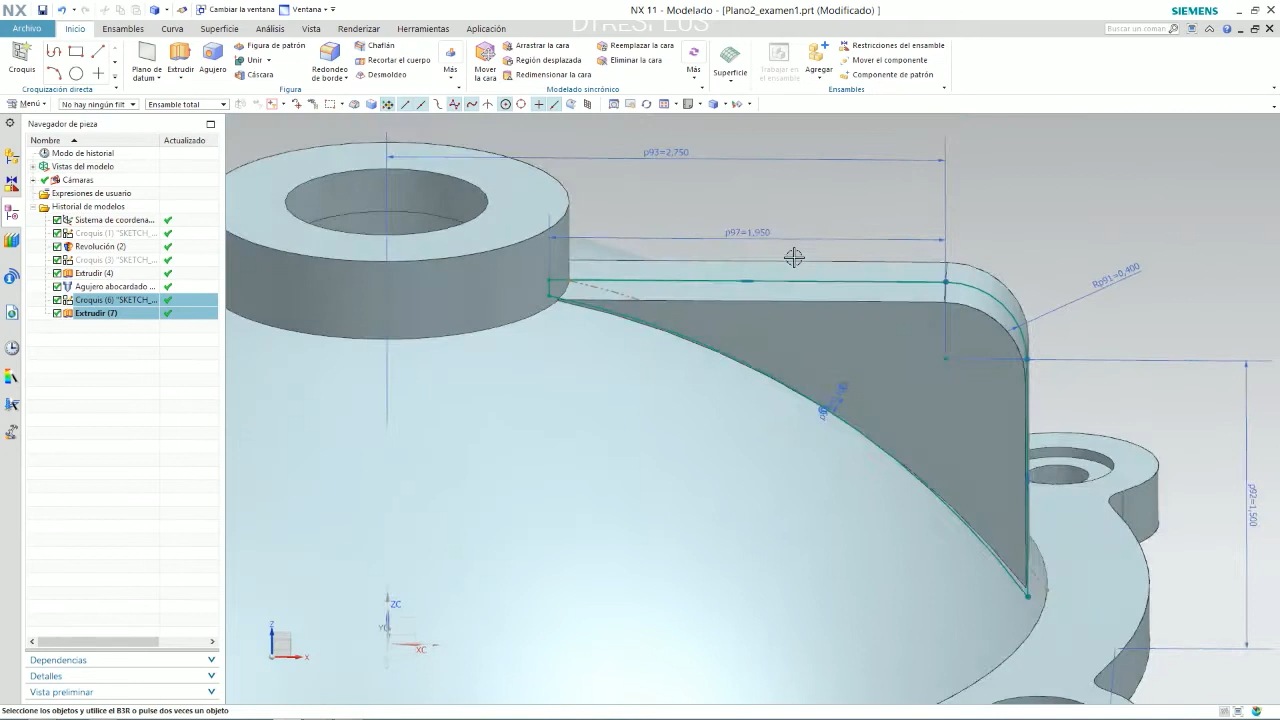 NX
Cambiar la ventana
Ventana
NX 11 - Modelado - [Plano2_examen1.prt (Modificado) ]
SIEMENS
DTRESPLUS
Archivo
Inicio
Ensambles
Curva
Superficie
Análisis
Vista
Renderizar
Herramientas
Aplicación
Buscar un coman
Croquis
Croquización directa
Plano de datum
Extrudir
Agujero
Figura de patrón
Unir
Cáscara
Redondeo de borde
Chaflán
Recortar el cuerpo
Desmoldeo
Más
Figura
Mover la cara
Arrastrar la cara
Región desplazada
Redimensionar la cara
Reemplazar la cara
Eliminar la cara
Más
Modelado sincrónico
Superficie
Trabajar en el ensamble
Agregar
Restricciones del ensamble
Mover el componente
Componente de patrón
Ensambles
Menú
No hay ningún filt
Ensamble total
Navegador de pieza
Nombre
Actualizado
Modo de historial
Vistas del modelo
Cámaras
Expresiones de usuario
Historial de modelos
Sistema de coordena...
Croquis (1) "SKETCH_...
Revolución (2)
Croquis (3) "SKETCH_...
Extrudir (4)
Agujero abocardado ...
Croquis (6) "SKETCH_...
Extrudir (7)
Dependencias
Detalles
Vista preliminar
p93=2,750
p97=1,950
Rp91=0,400
p92=1,500
ZC
YC
XC
Z
X
Seleccione los objetos y utilice el B3R o pulse dos veces un objeto